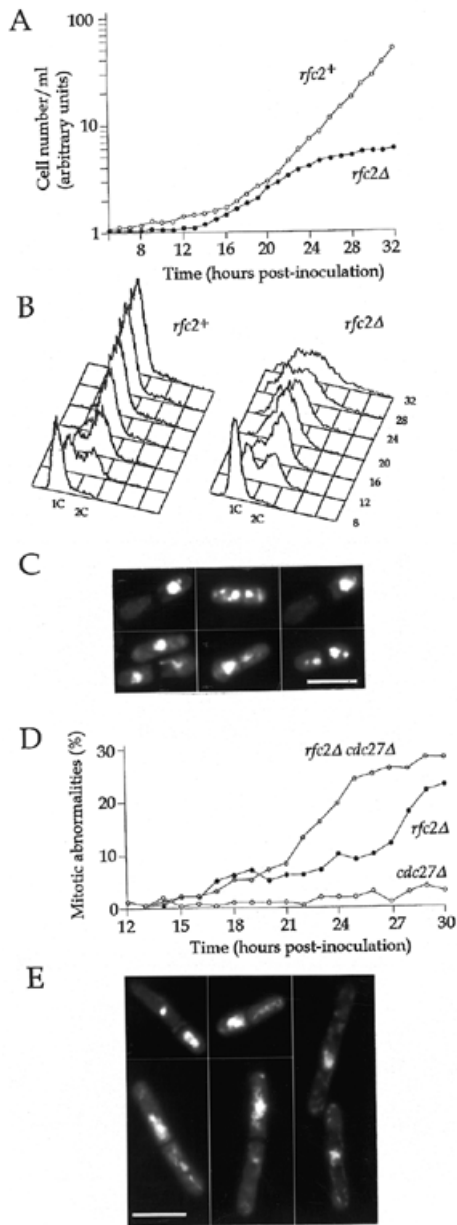 A
Cell number/ml
(arbitrary units)
100
10
1
rfc2+
rfc2Δ
8 12 16 20 24 28 32
Time (hours post-inoculation)
B
rfc2+
rfc2Δ
1C
2C
1C
2C
32
28
24
20
16
12
8
C
D
Mitotic abnormalities (%)
30
20
10
0
rfc2Δ cdc27Δ
rfc2Δ
cdc27Δ
12 15 18 21 24 27 30
Time (hours post-inoculation)
E